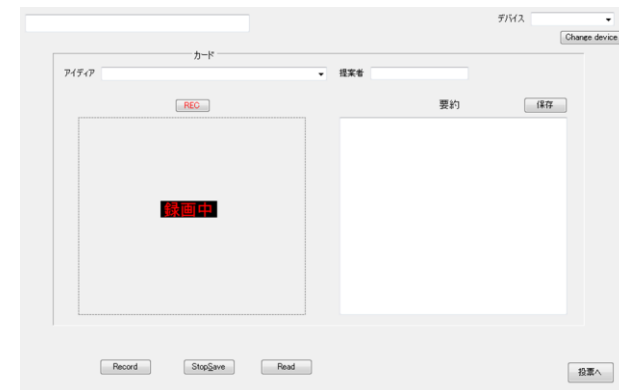 デバイス
Change device
カード
アイディア
提案者
REC
要約
保存
録画中
Record
StopSave
Read
投票へ